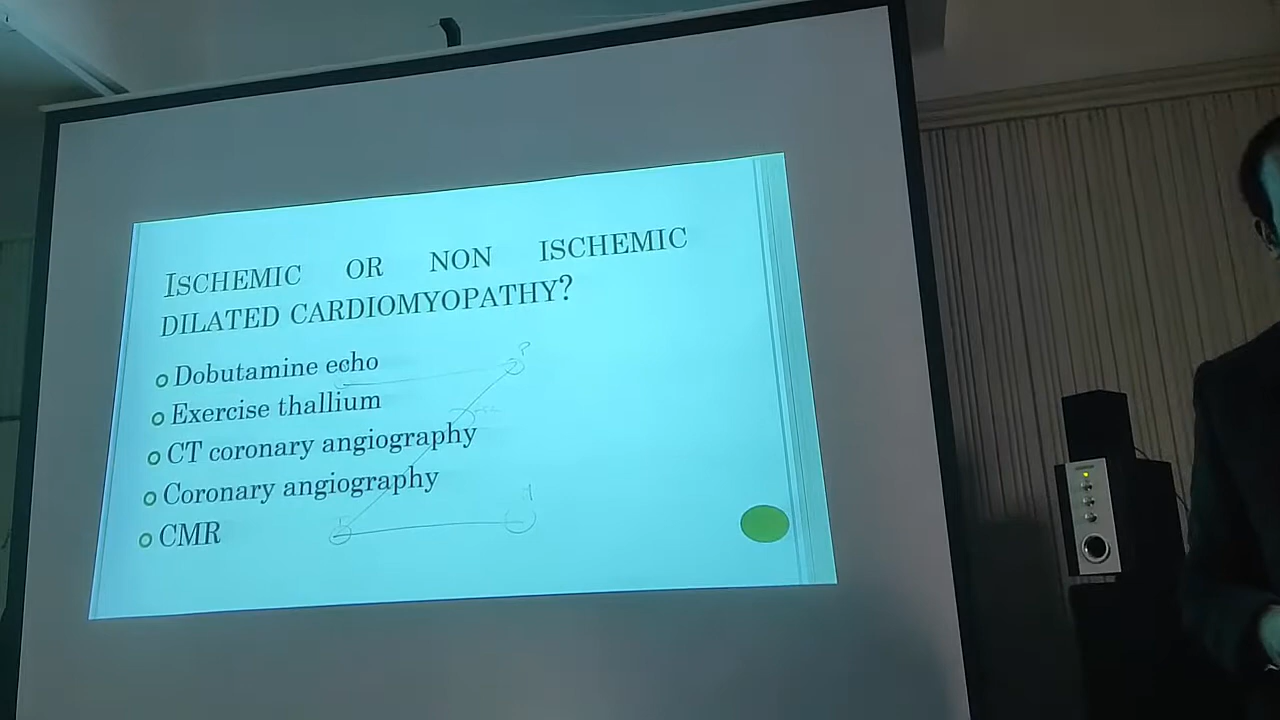 ISCHEMIC OR NON ISCHEMIC
DILATED CARDIOMYOPATHY?
Dobutamine echo
Exercise thallium
CT coronary angiography
Coronary angiography
CMR